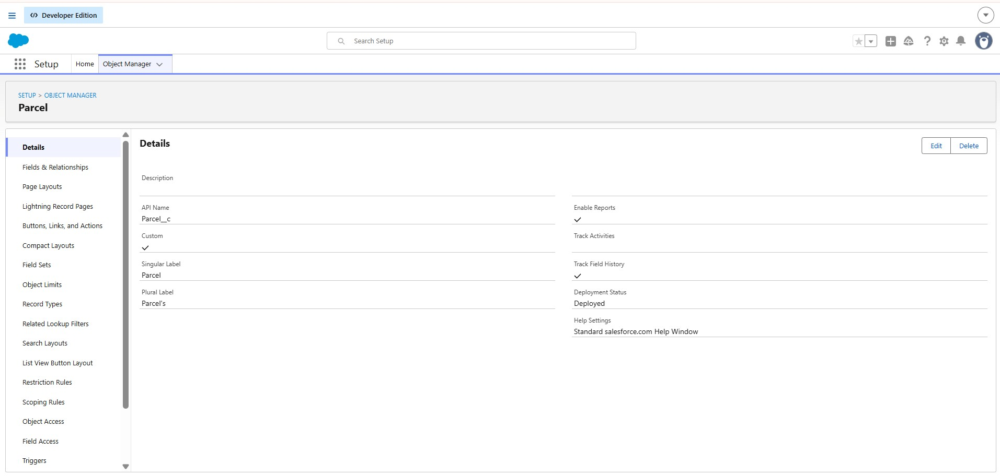 Developer Edition
Search Setup
Setup
Home
Object Manager
SETUP > OBJECT MANAGER
Parcel
Details
Fields & Relationships
Page Layouts
Lightning Record Pages
Buttons, Links, and Actions
Compact Layouts
Field Sets
Object Limits
Record Types
Related Lookup Filters
Search Layouts
List View Button Layout
Restriction Rules
Scoping Rules
Object Access
Field Access
Triggers
Details
Edit
Delete
Description
API Name
Parcel__c
Custom
Singular Label
Parcel
Plural Label
Parcel's
Enable Reports
Track Activities
Track Field History
Deployment Status
Deployed
Help Settings
Standard salesforce.com Help Window